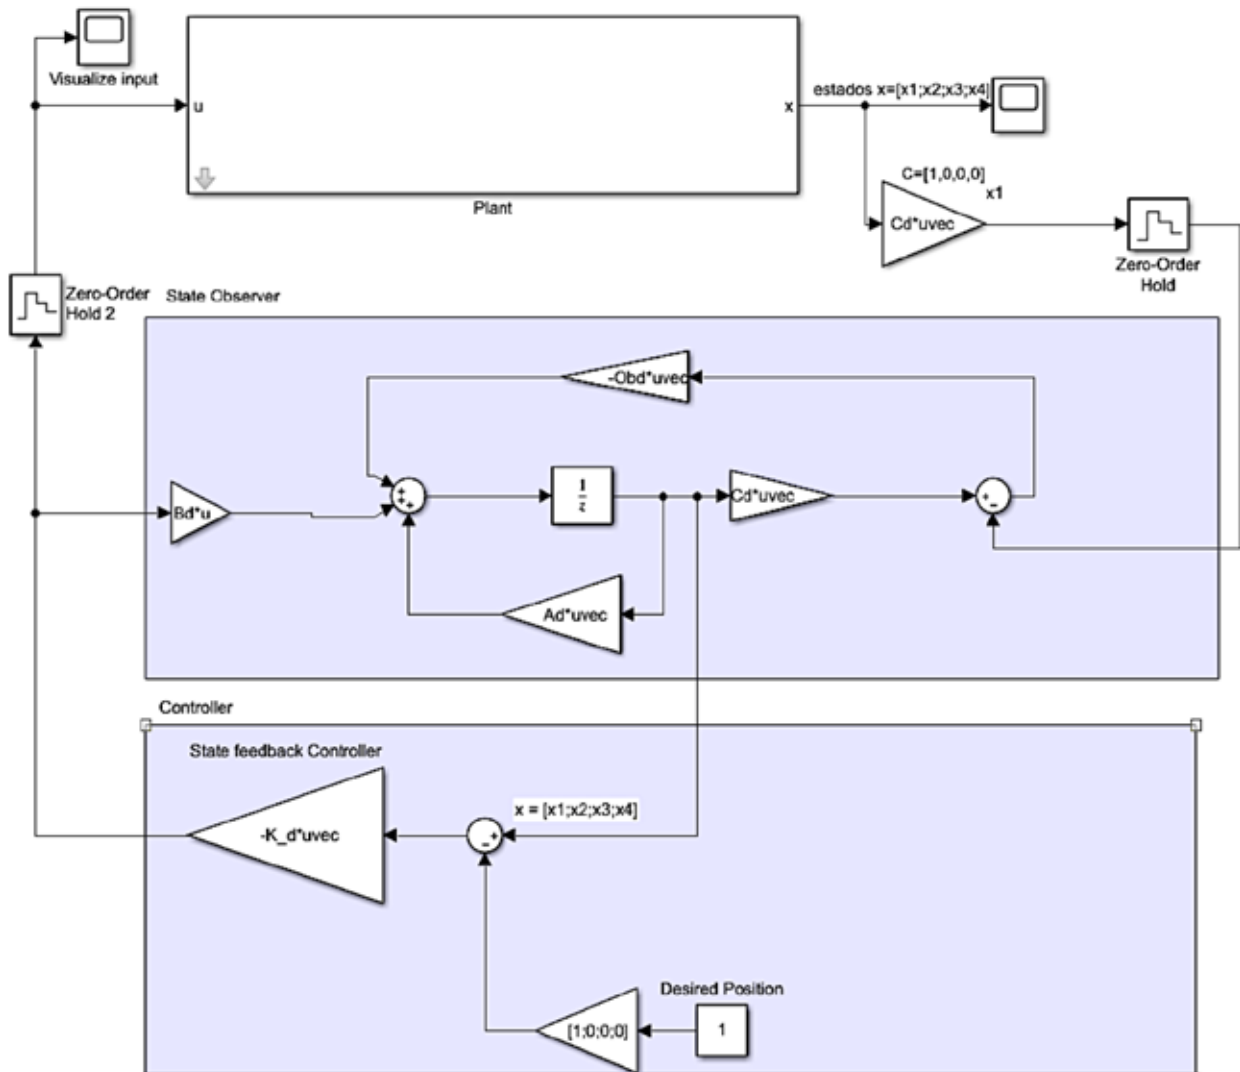 Visualize input
u
x
estados x=[x1;x2;x3;x4]
Plant
C=[1,0,0,0]
x1
Cd*uvec
Zero-Order
Hold
Zero-Order
Hold 2
State Observer
-Obd*uvec
Bd*u
+
+
+
1
z
Cd*uvec
+
-
Ad*uvec
Controller
State feedback Controller
-K_d*uvec
x = [x1;x2;x3;x4]
+
-
Desired Position
[1;0;0;0]
1